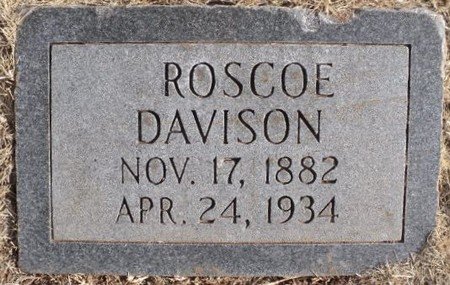 ROSCOE
DAVISON
NOV. 17, 1882
APR. 24, 1934